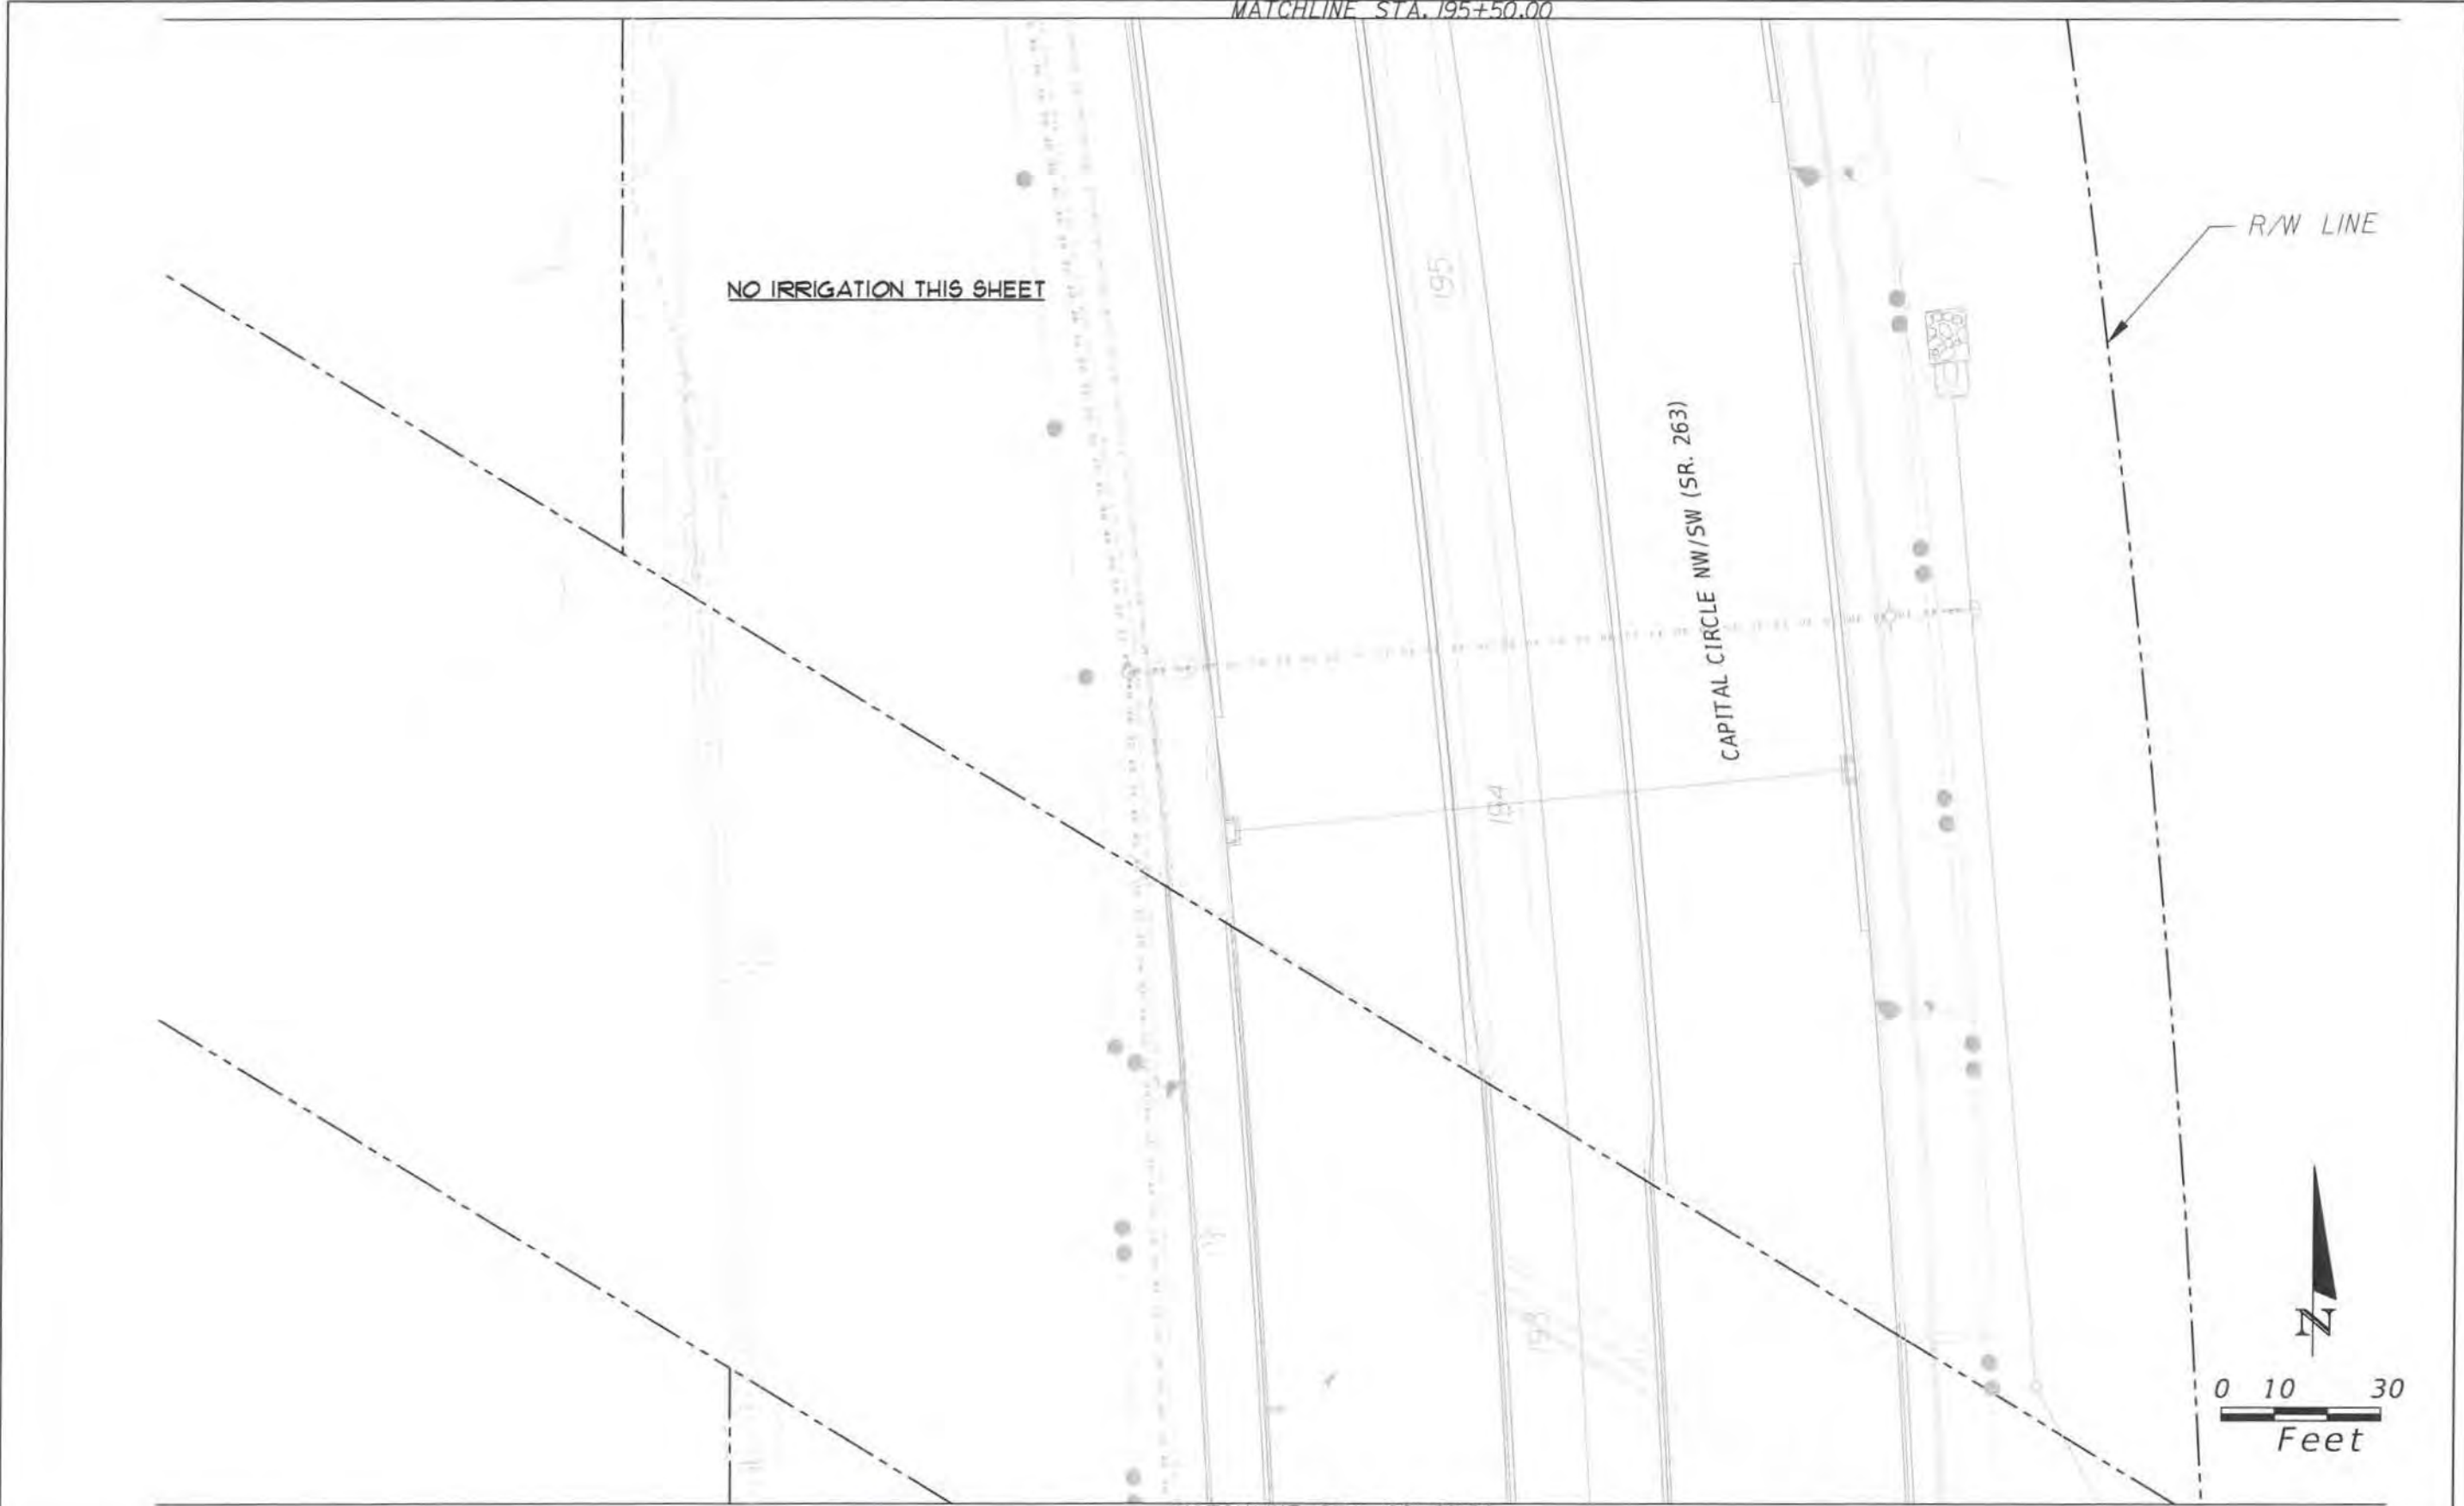 MATCHLINE STA. 195+50.00
R/W LINE
NO IRRIGATION THIS SHEET
195
CAPITAL CIRCLE NW/SW (SR. 263)
194
193
N
0 10 30
Feet